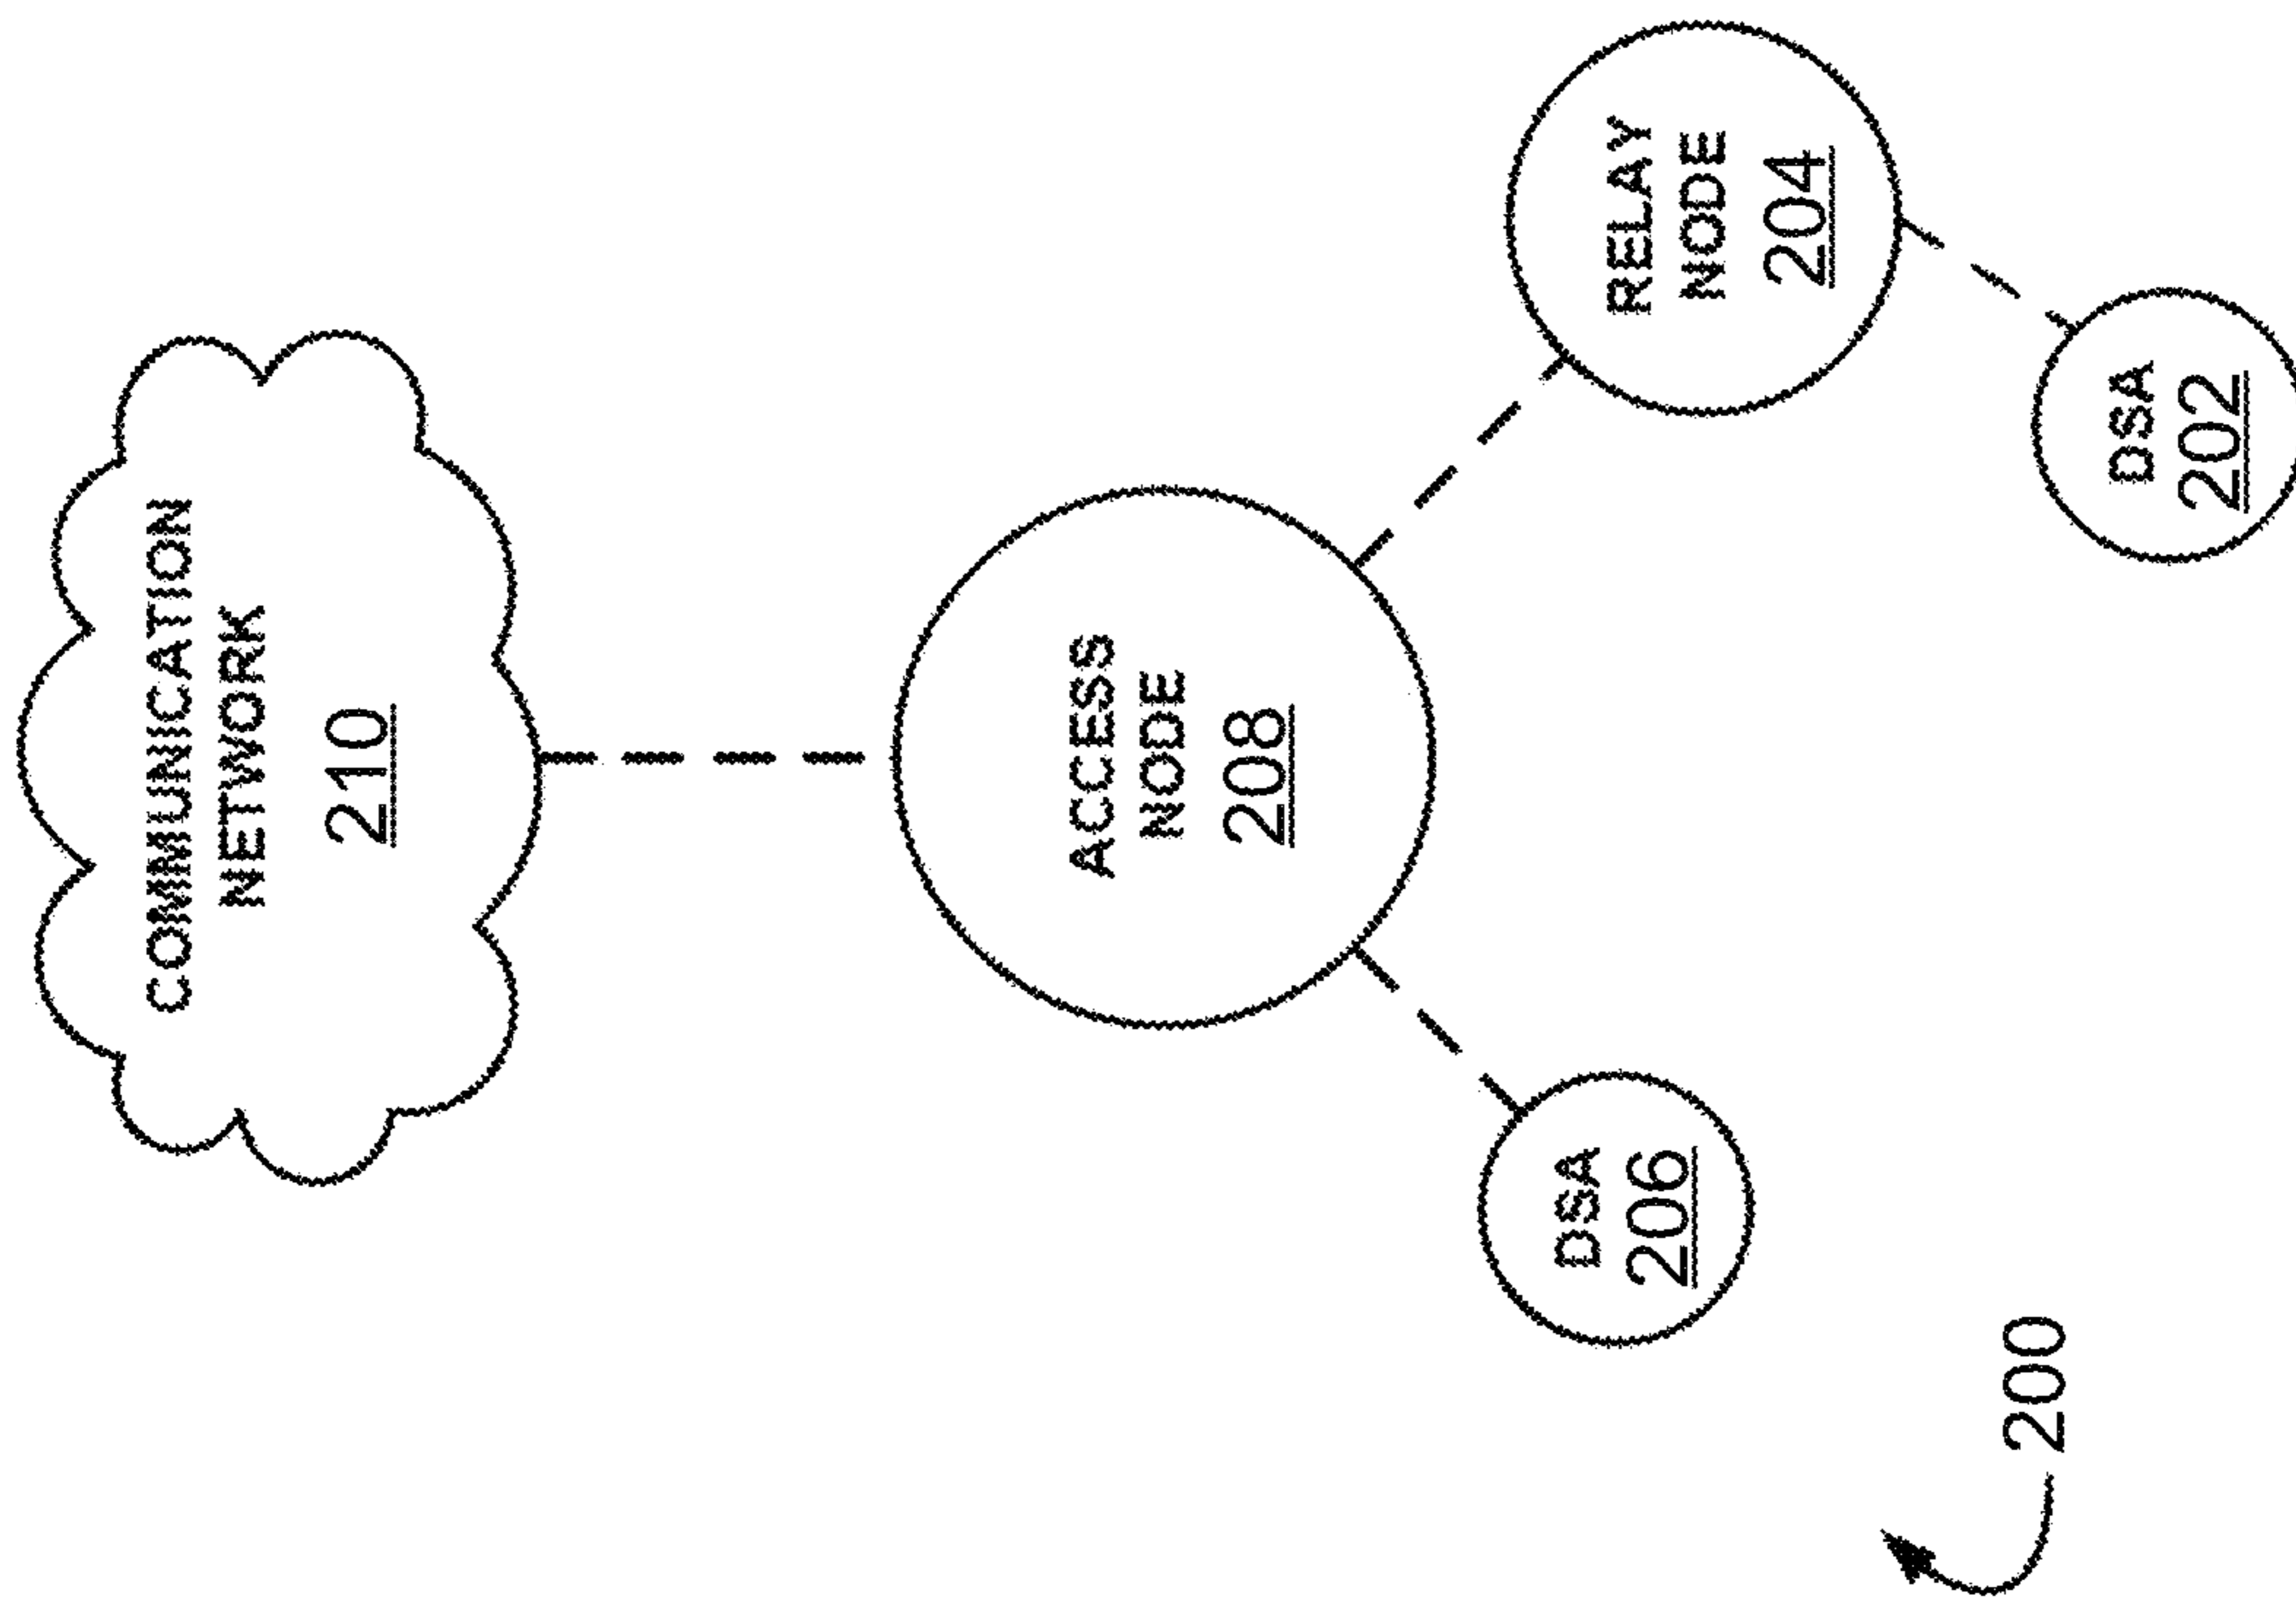 COMMUNICATION
NETWORK
210
ACCESS
NODE
208
RELAY
NODE
204
DSA
206
DSA
202
200